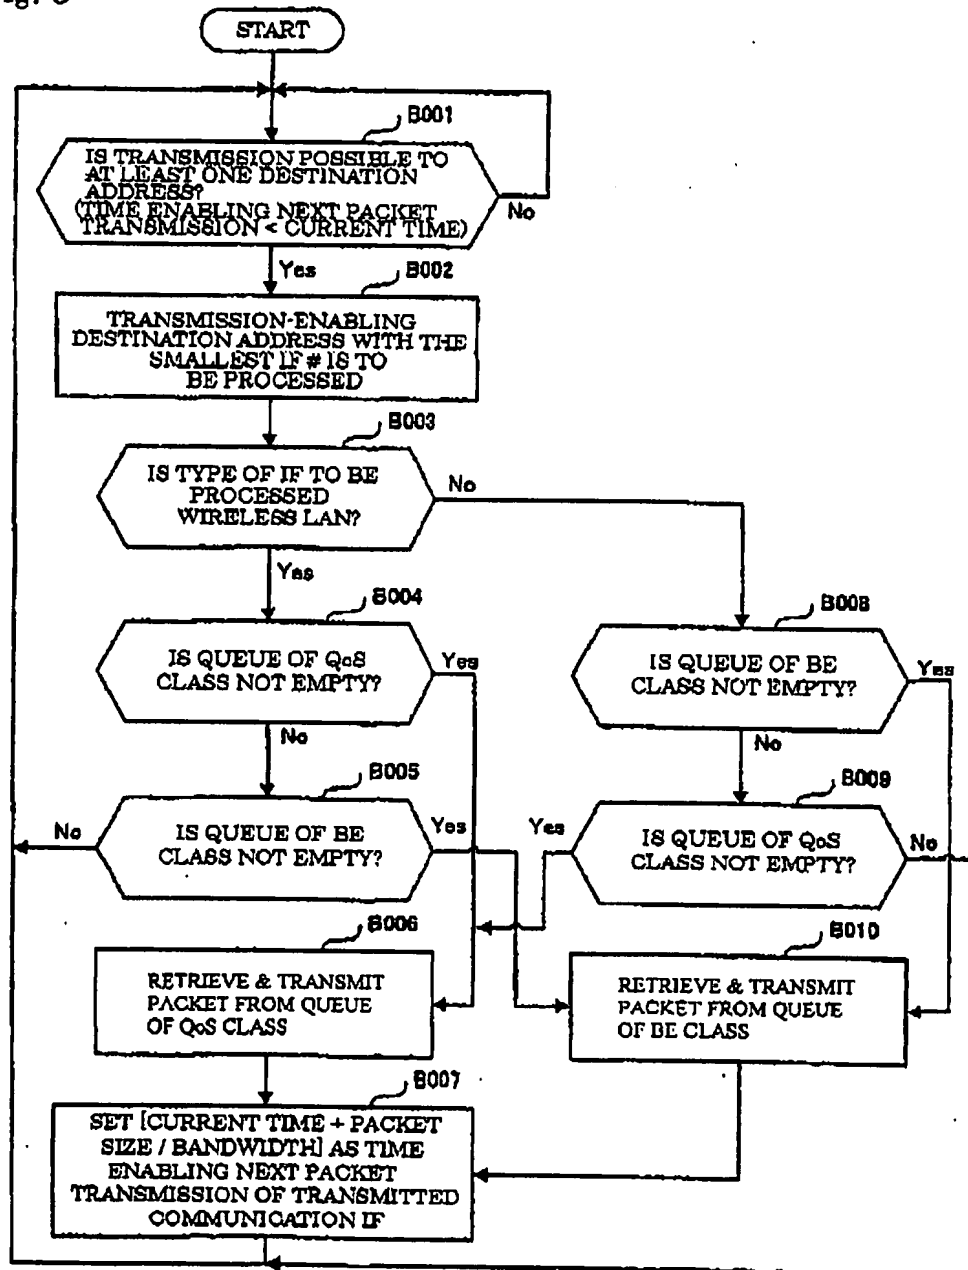 START
B001
IS TRANSMISSION POSSIBLE TO
AT LEAST ONE DESTINATION
ADDRESS?
(TIME ENABLING NEXT PACKET
TRANSMISSION < CURRENT TIME)
No
Yes
B002
TRANSMISSION-ENABLING
DESTINATION ADDRESS WITH THE
SMALLEST IF # IS TO
BE PROCESSED
B003
IS TYPE OF IF TO BE
PROCESSED
WIRELESS LAN?
No
Yes
B004
IS QUEUE OF QoS
CLASS NOT EMPTY?
Yes
No
B008
IS QUEUE OF BE
CLASS NOT EMPTY?
Yes
No
B005
No
IS QUEUE OF BE
CLASS NOT EMPTY?
Yes
B009
Yes
IS QUEUE OF QoS
CLASS NOT EMPTY?
No
B006
RETRIEVE & TRANSMIT
PACKET FROM QUEUE
OF QoS CLASS
B010
RETRIEVE & TRANSMIT
PACKET FROM QUEUE
OF BE CLASS
B007
SET [CURRENT TIME + PACKET
SIZE / BANDWIDTH] AS TIME
ENABLING NEXT PACKET
TRANSMISSION OF TRANSMITTED
COMMUNICATION IF